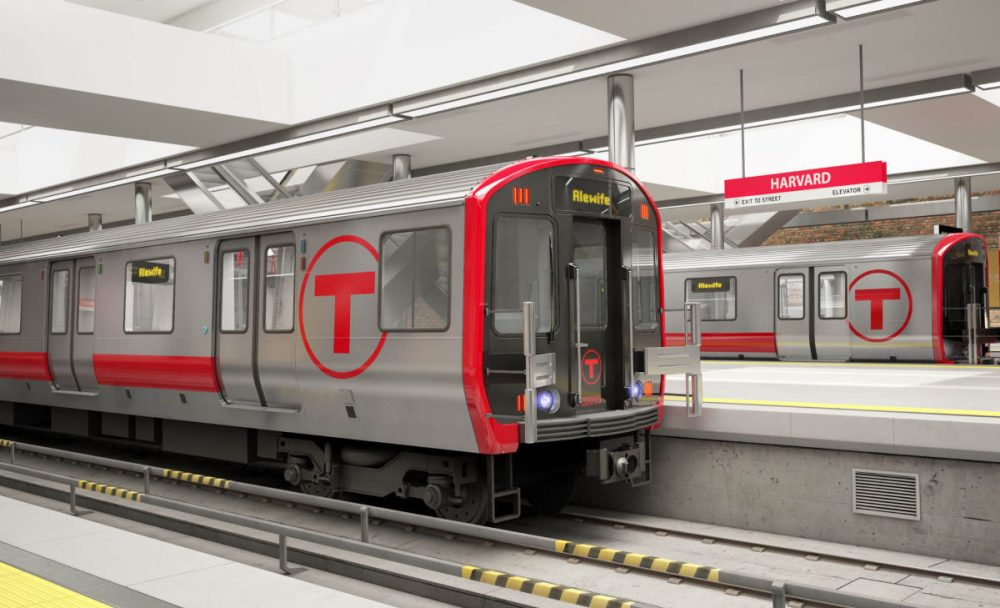 Alewife
HARVARD
EXIT TO STREET
ELEVATOR
Alewife
T
Alewife
T
T